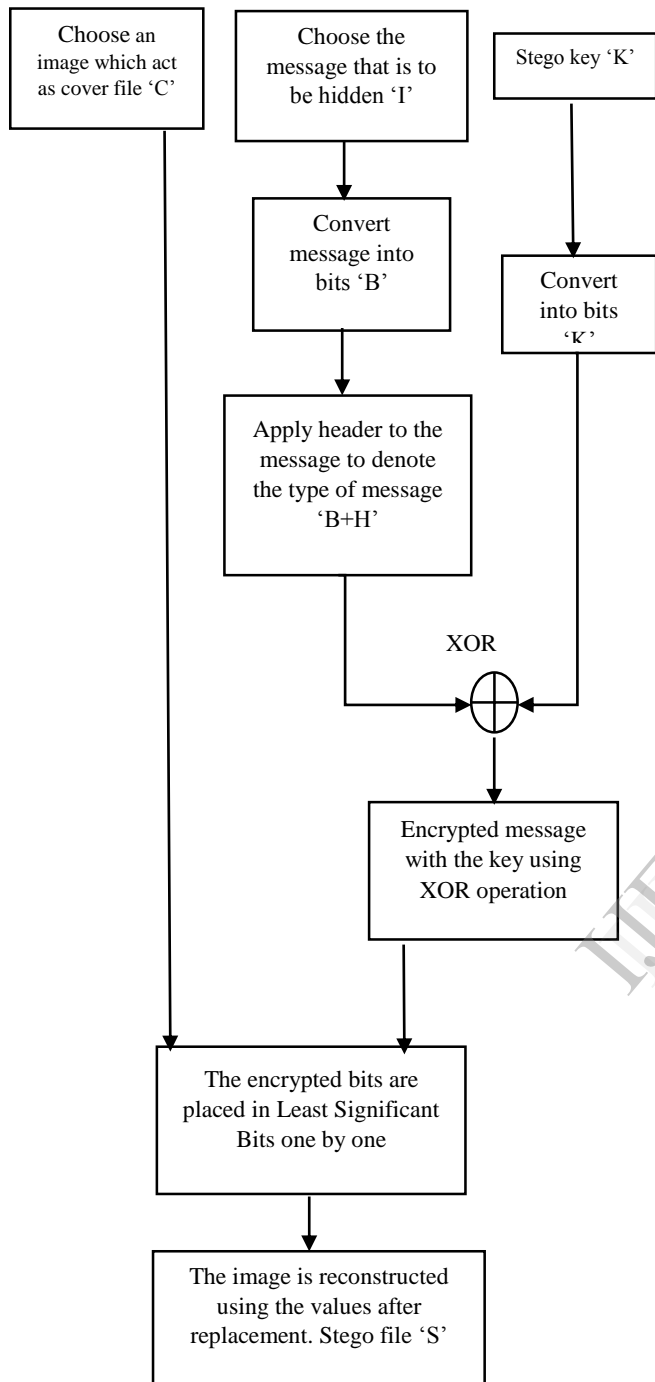 Choose an
image which act
as cover file ‘C’
Choose the
message that is to
be hidden ‘I’
Stego key ‘K’
Convert
message into
bits ‘B’
Convert
into bits
‘K’
Apply header to the
message to denote
the type of message
‘B+H’
XOR
Encrypted message
with the key using
XOR operation
The encrypted bits are
placed in Least Significant
Bits one by one
The image is reconstructed
using the values after
replacement. Stego file ‘S’